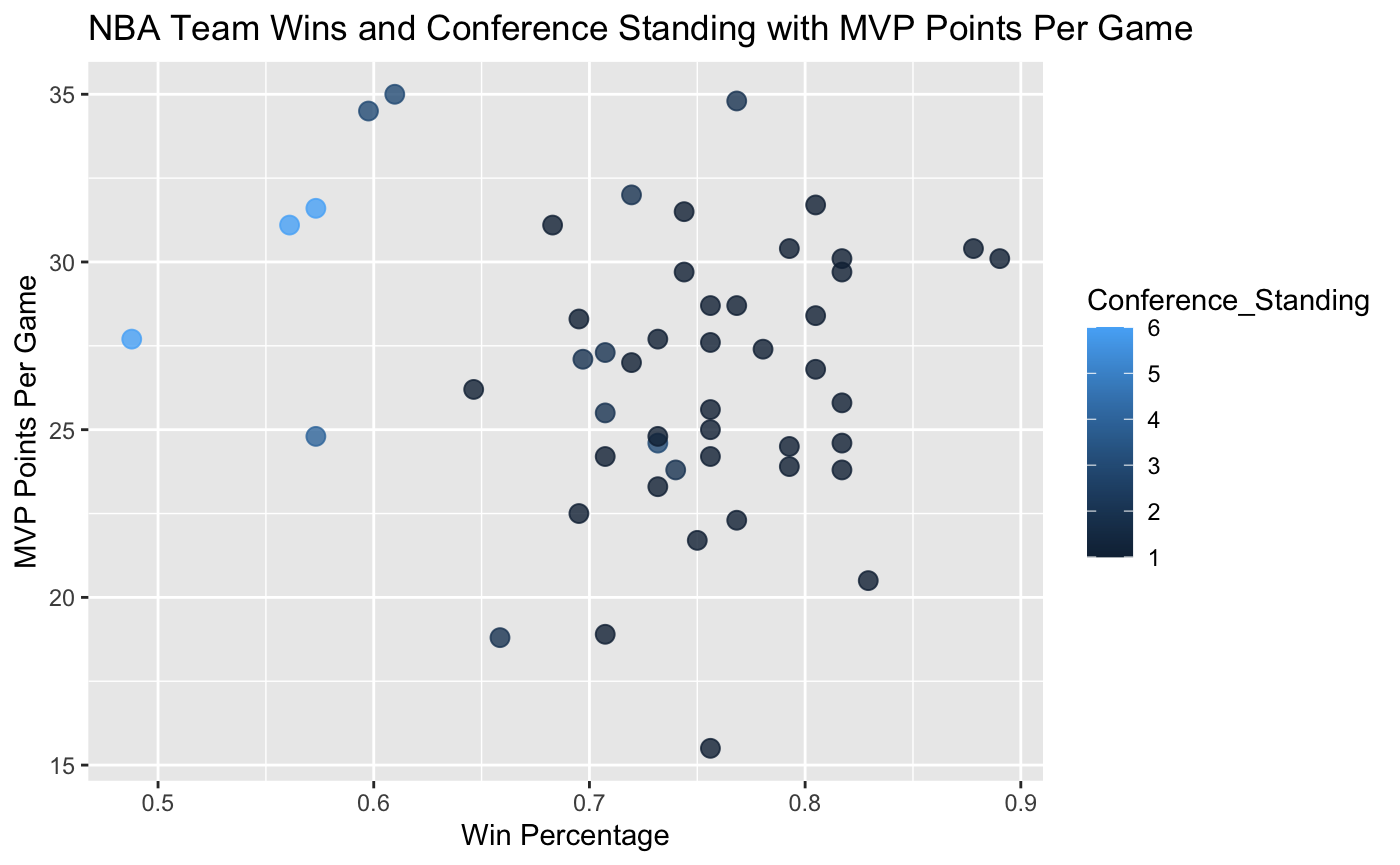 NBA Team Wins and Conference Standing with MVP Points Per Game
MVP Points Per Game
35
30
25
20
15
0.5 0.6 0.7 0.8 0.9
Win Percentage
Conference_Standing
6
5
4
3
2
1